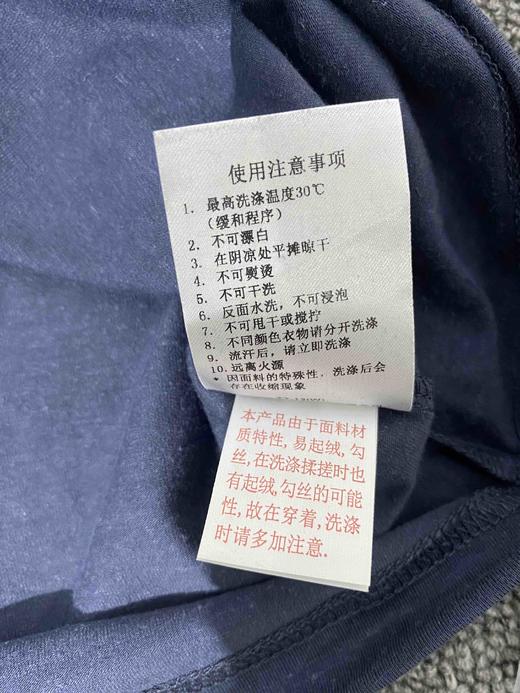 使用注意事项
1. 最高洗涤温度30℃
（缓和程序）
2. 不可漂白
3. 在阴凉处平摊晾干
4. 不可熨烫
5. 不可干洗
6. 反面水洗，不可浸泡
7. 不可甩干或搅拧
8. 不同颜色衣物请分开洗涤
9. 流汗后，请立即洗涤
10. 远离火源
* 因面料的特殊性，洗涤后会
存在收缩现象
本产品由于面料材
质特性，易起绒，勾
丝，在洗涤揉搓时也
有起绒，勾丝的可能
性，故在穿着，洗涤
时请多加注意.